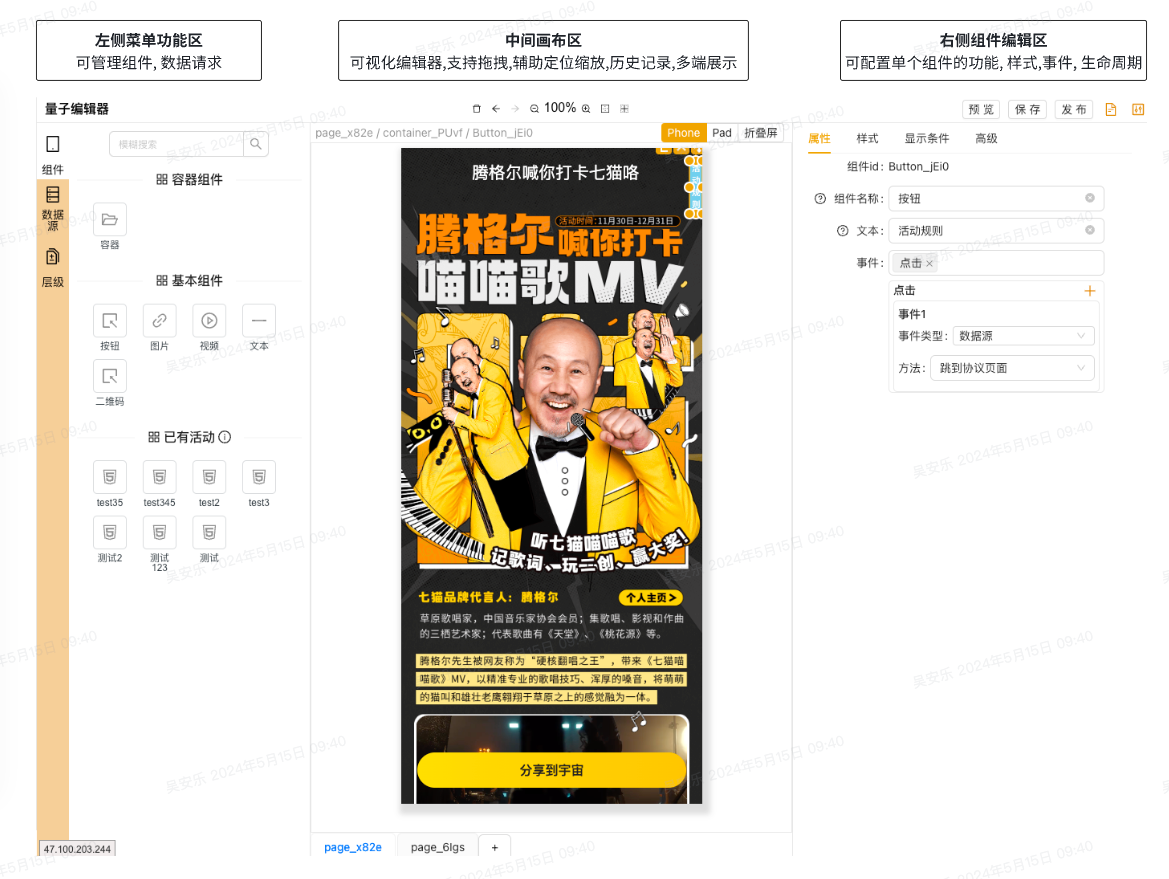 左侧菜单功能区
可管理组件, 数据请求
中间画布区
可视化编辑器,支持拖拽,辅助定位缩放,历史记录,多端展示
右侧组件编辑区
可配置单个组件的功能, 样式,事件, 生命周期
量子编辑器
100%
预 览
保 存
发 布
组件
数据源
层级
模糊搜索
容器组件
容器
基本组件
按钮
图片
视频
文本
二维码
已有活动
test35
test345
test2
test3
测试2
测试123
测试
47.100.203.244
page_x82e / container_PUvf / Button_jEi0
Phone
Pad
折叠屏
腾格尔喊你打卡七猫咯
活动规则
腾格尔
活动时间:11月30日-12月31日
喊你打卡
喵喵歌MV
听七猫喵喵歌
记歌词、玩二创、赢大奖!
七猫品牌代言人：腾格尔
个人主页>
草原歌唱家，中国音乐家协会会员；集歌唱、影视和作曲
的三栖艺术家；代表歌曲有《天堂》、《桃花源》等。
腾格尔先生被网友称为“硬核翻唱之王”，带来《七猫喵
喵歌》MV，以精准专业的歌唱技巧、浑厚的嗓音，将萌萌
的猫叫和雄壮老鹰翱翔于草原之上的感觉融为一体。
分享到宇宙
page_x82e
page_6lgs
+
属性
样式
显示条件
高级
组件id: Button_jEi0
组件名称:
按钮
文本:
活动规则
事件:
点击 ×
点击
事件1
事件类型:
数据源
方法:
跳到协议页面
吴安乐 2024年5月15日 09:40